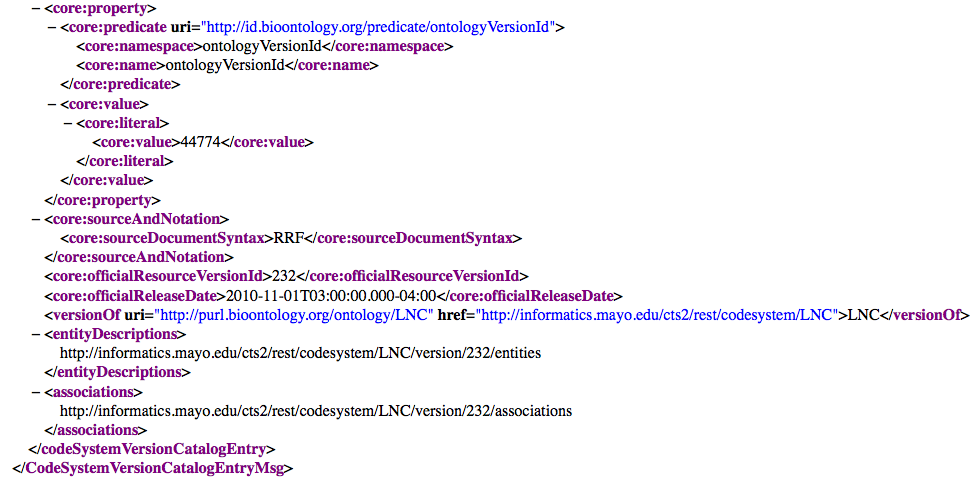 − <core:property>
− <core:predicate uri="http://id.bioontology.org/predicate/ontologyVersionId">
<core:namespace>ontologyVersionId</core:namespace>
<core:name>ontologyVersionId</core:name>
</core:predicate>
− <core:value>
− <core:literal>
<core:value>44774</core:value>
</core:literal>
</core:value>
</core:property>
− <core:sourceAndNotation>
<core:sourceDocumentSyntax>RRF</core:sourceDocumentSyntax>
</core:sourceAndNotation>
<core:officialResourceVersionId>232</core:officialResourceVersionId>
<core:officialReleaseDate>2010-11-01T03:00:00.000-04:00</core:officialReleaseDate>
<versionOf uri="http://purl.bioontology.org/ontology/LNC" href="http://informatics.mayo.edu/cts2/rest/codesystem/LNC">LNC</versionOf>
− <entityDescriptions>
http://informatics.mayo.edu/cts2/rest/codesystem/LNC/version/232/entities
</entityDescriptions>
− <associations>
http://informatics.mayo.edu/cts2/rest/codesystem/LNC/version/232/associations
</associations>
</codeSystemVersionCatalogEntry>
</CodeSystemVersionCatalogEntryMsg>